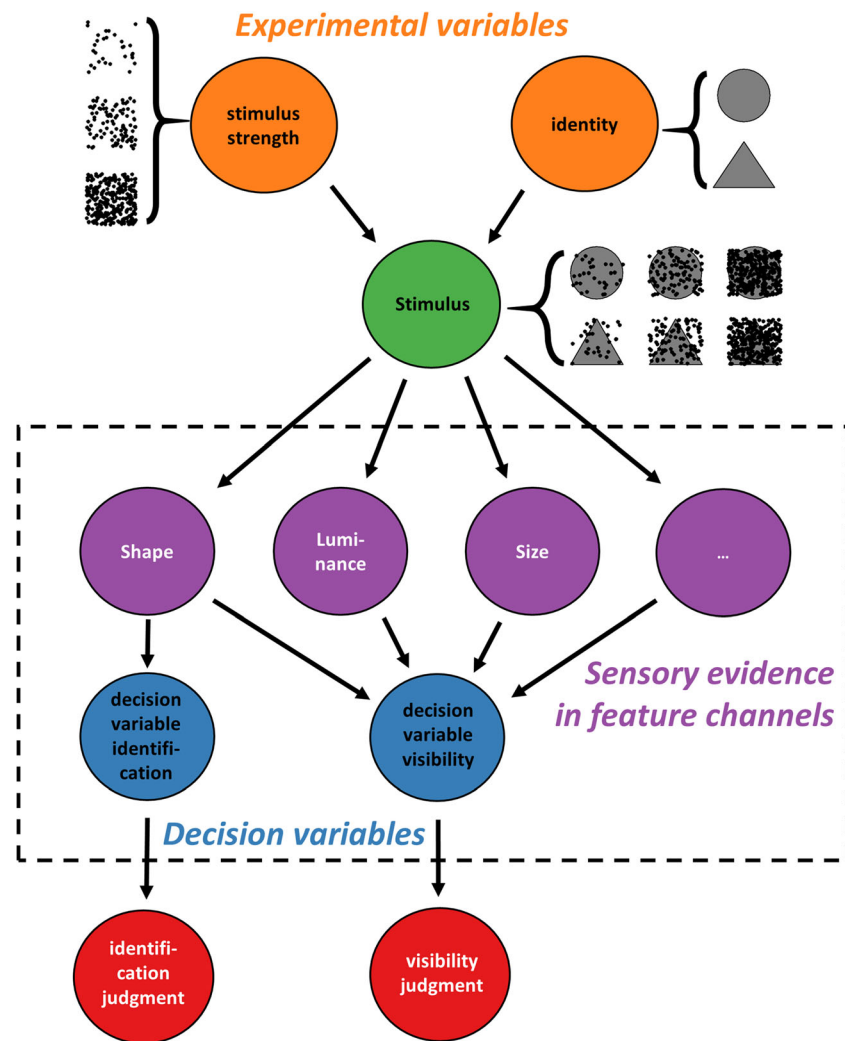 Experimental variables
stimulus
strength
identity
Stimulus
Shape
Lumi-
nance
Size
...
Sensory evidence
in feature channels
decision
variable
identifi-
cation
decision
variable
visibility
Decision variables
identifi-
cation
judgment
visibility
judgment